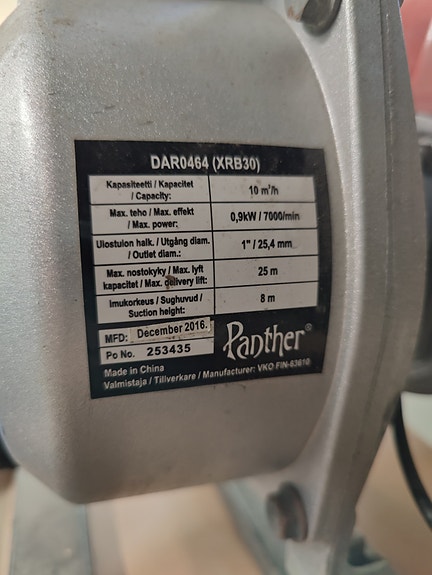 DAR0464 (XRB30)
Kapasiteetti / Kapacitet
/ Capacity:
10 m³/h
Max. teho / Max. effekt
/ Max. power:
0,9kW / 7000/min
Ulostulon halk. / Utgång diam.
/ Outlet diam.:
1" / 25,4 mm
Max. nostokyky / Max. lyft
kapacitet / Max. delivery lift:
25 m
Imukorkeus / Sughuvud /
Suction height:
8 m
MFD: December 2016.
Po No. 253435
Panther®
Made in China
Valmistaja / Tillverkare / Manufacturer: VKO FIN-63610